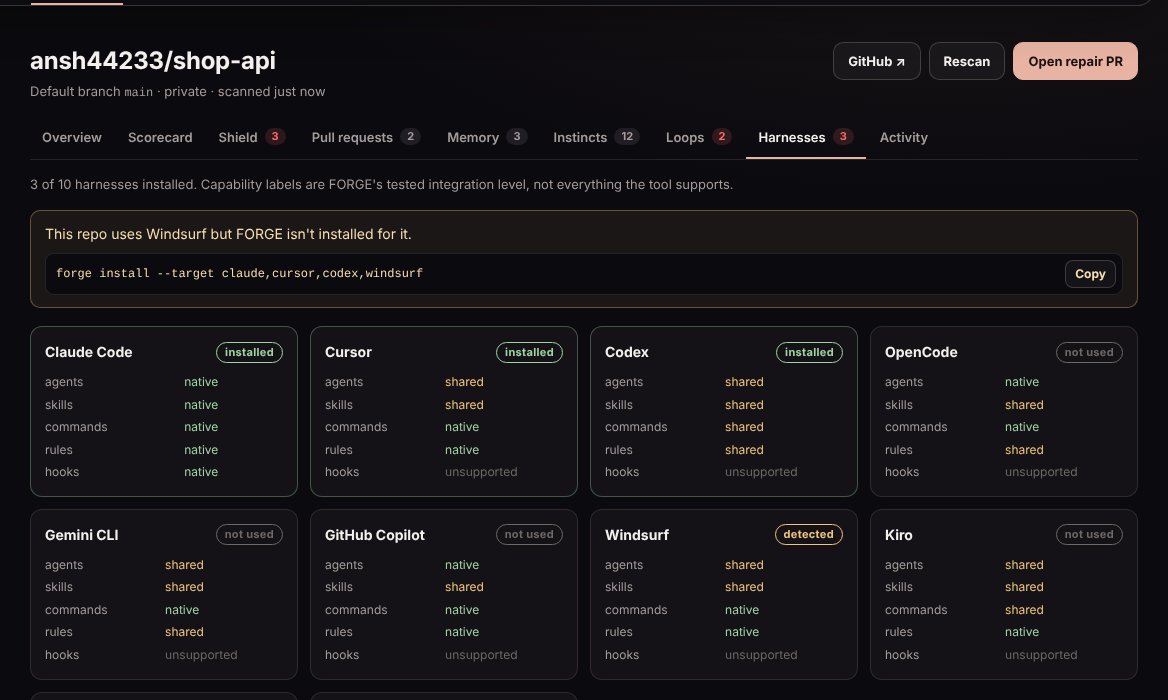 ansh44233/shop-api
GitHub ↗
Rescan
Open repair PR
Default branch main · private · scanned just now
Overview
Scorecard
Shield 3
Pull requests 2
Memory 3
Instincts 12
Loops 2
Harnesses 3
Activity
3 of 10 harnesses installed. Capability labels are FORGE's tested integration level, not everything the tool supports.
This repo uses Windsurf but FORGE isn't installed for it.
forge install --target claude,cursor,codex,windsurf
Copy
Claude Code installed
agents native
skills native
commands native
rules native
hooks native
Cursor installed
agents shared
skills shared
commands native
rules native
hooks unsupported
Codex installed
agents shared
skills shared
commands shared
rules shared
hooks unsupported
OpenCode not used
agents native
skills shared
commands native
rules shared
hooks unsupported
Gemini CLI not used
agents shared
skills shared
commands native
rules shared
hooks unsupported
GitHub Copilot not used
agents native
skills shared
commands native
rules native
hooks unsupported
Windsurf detected
agents shared
skills shared
commands native
rules native
hooks unsupported
Kiro not used
agents shared
skills shared
commands shared
rules native
hooks unsupported